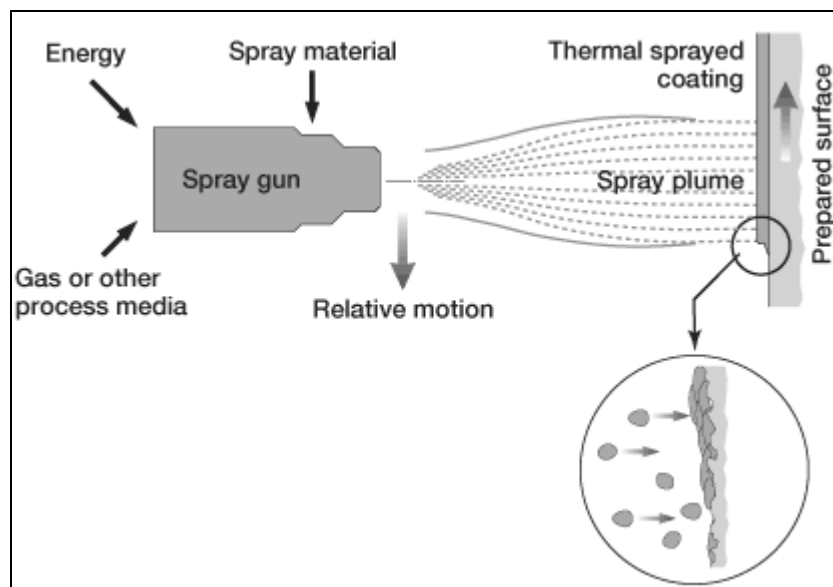 Energy
Spray material
Thermal sprayed
coating
Prepared surface
Spray gun
Spray plume
Gas or other
process media
Relative motion